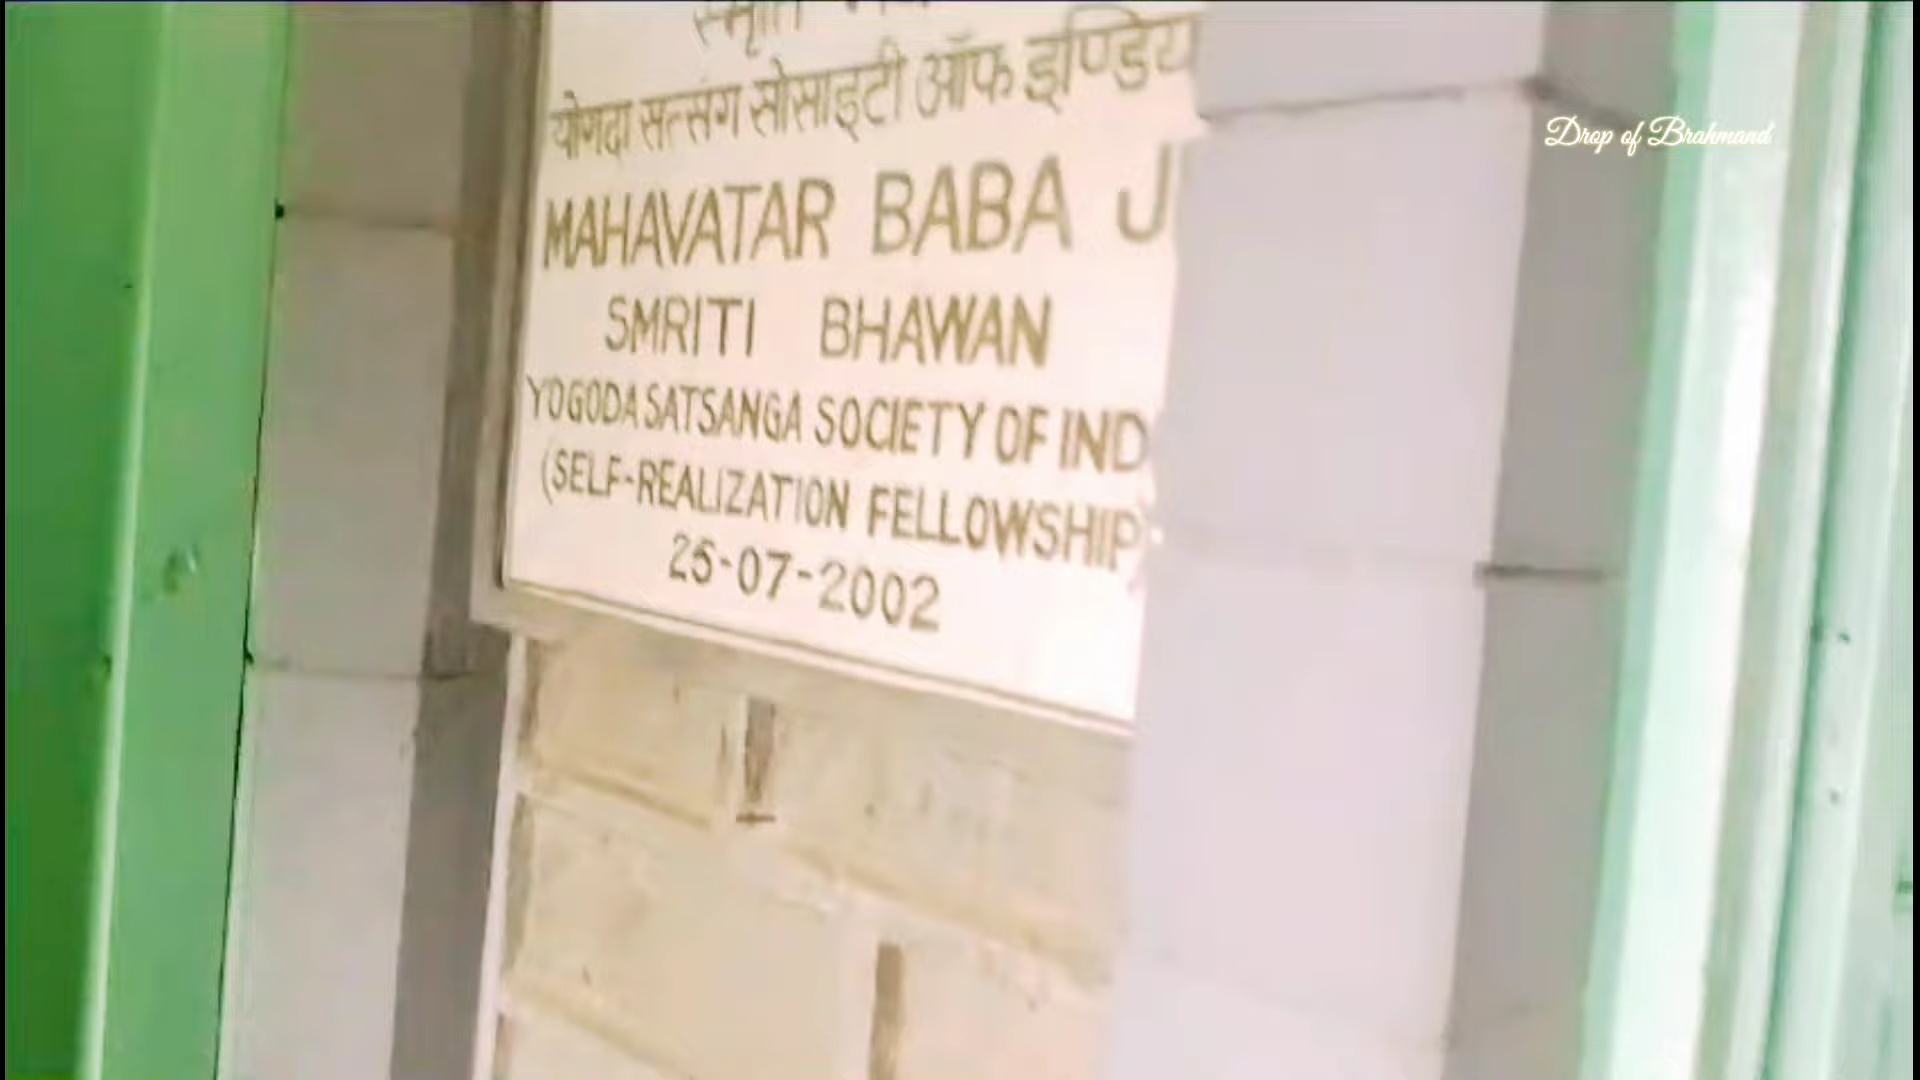 स्मृति
योगदा सत्संग सोसाइटी ऑफ इण्डिय
MAHAVATAR BABA J
SMRITI BHAWAN
YOGODA SATSANGA SOCIETY OF IND
(SELF-REALIZATION FELLOWSHIP)
25-07-2002
Drop of Brahmand